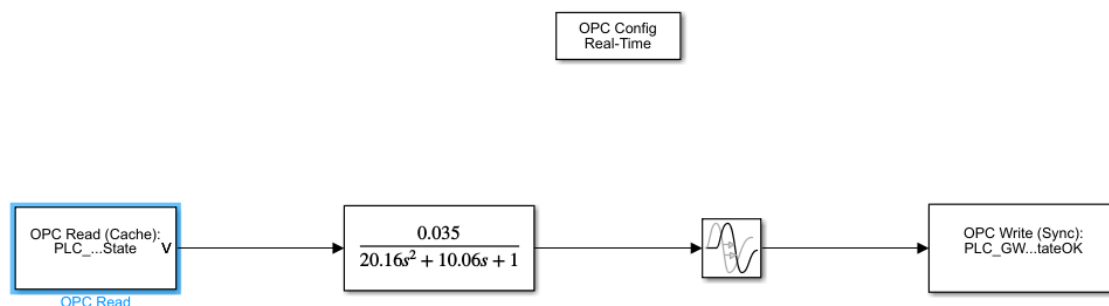 OPC Config
Real-Time
OPC Read (Cache):
PLC_...State
V
OPC Read
0.035
20.16s² + 10.06s + 1
OPC Write (Sync):
PLC_GW...tateOK